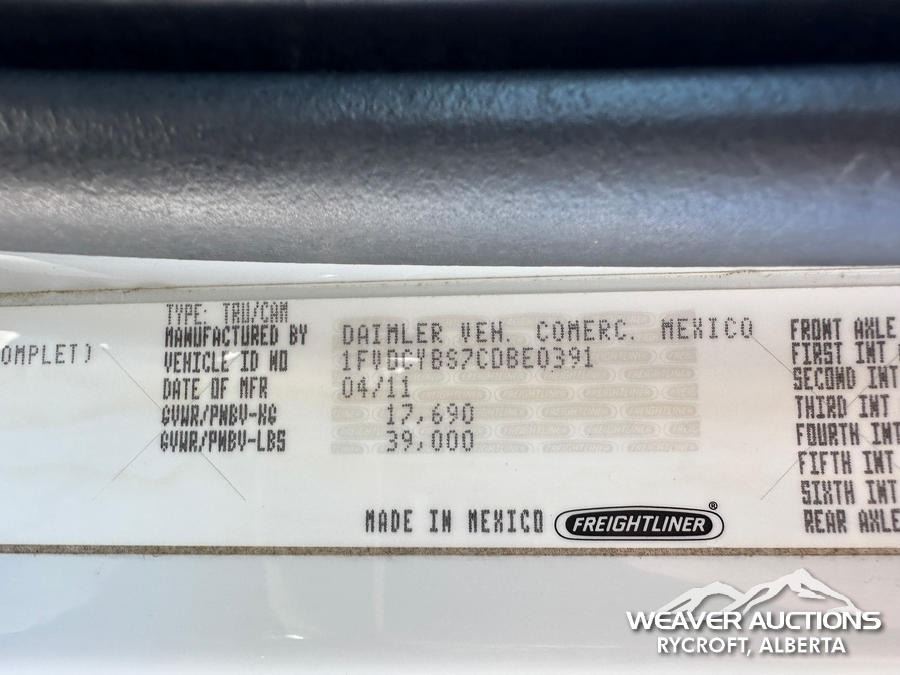 TYPE: TRU/CAM
MANUFACTURED BY DAIMLER VEH. COMERC. MEXICO
OMPLET)
VEHICLE ID NO 1FVDCYBS7CDBE0391
DATE OF MFR 04/11
GVWR/PNBV-KG 17,690
GVWR/PNBV-LBS 39,000
FRONT AXLE
FIRST INT
SECOND INT
THIRD INT
FOURTH INT
FIFTH INT
SIXTH INT
REAR AXLE
MADE IN MEXICO FREIGHTLINER®
WEAVER AUCTIONS
RYCROFT, ALBERTA